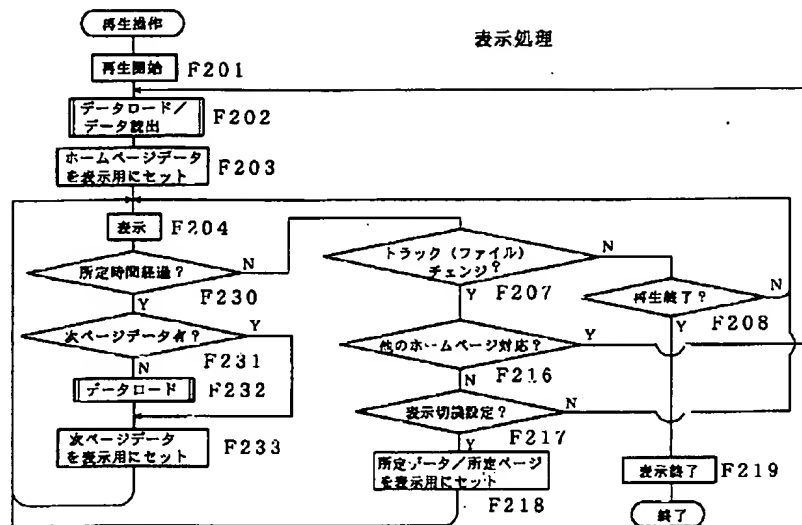 表示処理
再生操作
再生開始
F201
データロード／
データ読出
F202
ホームページデータ
を表示用にセット
F203
表示
F204
所定時間経過？
N
F230
Y
次ページデータ有？
Y
F231
N
データロード
F232
次ページデータ
を表示用にセット
F233
トラック（ファイル）
チェンジ？
N
F207
Y
再生終了？
N
F208
Y
他のホームページ対応？
Y
F216
N
表示切換設定？
N
F217
Y
所定データ／所定ページ
を表示用にセット
F218
表示終了
F219
終了